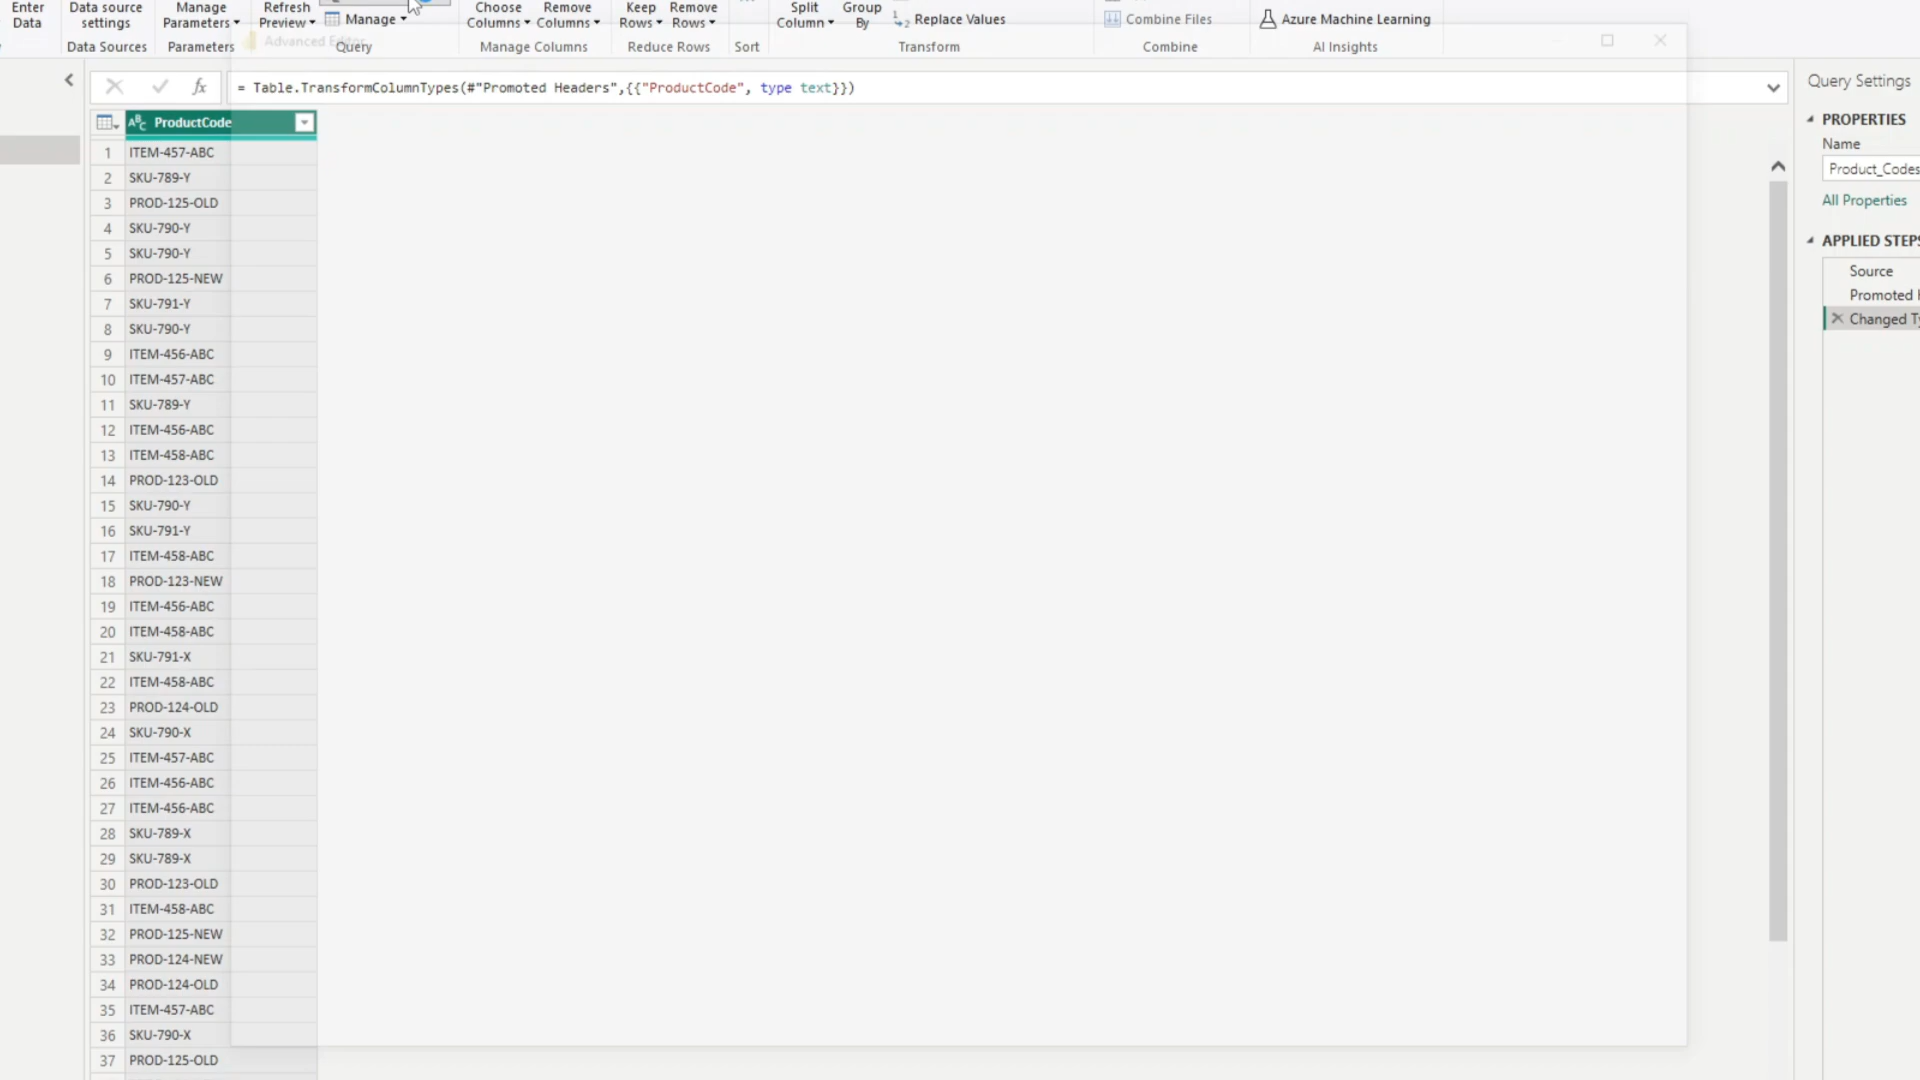 Enter
Data
Data source
settings
Data Sources
Manage
Parameters
Parameters
Refresh
Preview
Manage
Query
Advanced Editor
Choose
Columns
Remove
Columns
Manage Columns
Keep
Rows
Remove
Rows
Reduce Rows
Sort
Split
Column
Group
By
Replace Values
Transform
Combine Files
Combine
Azure Machine Learning
AI Insights
fx
= Table.TransformColumnTypes(#"Promoted Headers",{{"ProductCode", type text}})
ABC ProductCode
1 ITEM-457-ABC
2 SKU-789-Y
3 PROD-125-OLD
4 SKU-790-Y
5 SKU-790-Y
6 PROD-125-NEW
7 SKU-791-Y
8 SKU-790-Y
9 ITEM-456-ABC
10 ITEM-457-ABC
11 SKU-789-Y
12 ITEM-456-ABC
13 ITEM-458-ABC
14 PROD-123-OLD
15 SKU-790-Y
16 SKU-791-Y
17 ITEM-458-ABC
18 PROD-123-NEW
19 ITEM-456-ABC
20 ITEM-458-ABC
21 SKU-791-X
22 ITEM-458-ABC
23 PROD-124-OLD
24 SKU-790-X
25 ITEM-457-ABC
26 ITEM-456-ABC
27 ITEM-456-ABC
28 SKU-789-X
29 SKU-789-X
30 PROD-123-OLD
31 ITEM-458-ABC
32 PROD-125-NEW
33 PROD-124-NEW
34 PROD-124-OLD
35 ITEM-457-ABC
36 SKU-790-X
37 PROD-125-OLD
Query Settings
PROPERTIES
Name
Product_Codes
All Properties
APPLIED STEPS
Source
Promoted
Changed